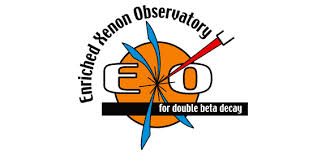 Enriched Xenon Observatory
EXO
for double beta decay